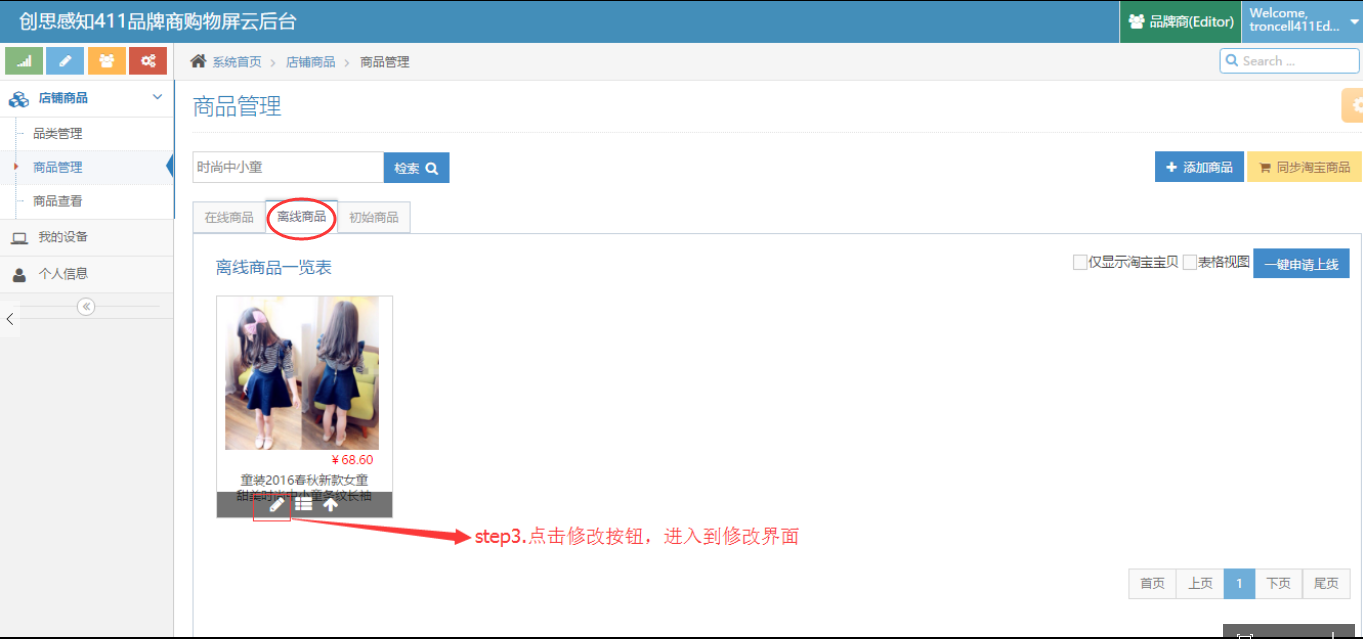 创思感知411品牌商购物屏云后台
品牌商(Editor)
Welcome,
troncell411Ed...
系统首页 > 店铺商品 > 商品管理
Search ...
店铺商品
品类管理
商品管理
商品查看
我的设备
个人信息
商品管理
时尚中小童
检索
添加商品
同步淘宝商品
在线商品
离线商品
初始商品
离线商品一览表
仅显示淘宝宝贝
表格视图
一键申请上线
¥ 68.60
童装2016春秋新款女童
甜美时尚中小童条纹长袖
step3.点击修改按钮，进入到修改界面
首页 上页 1 下页 尾页